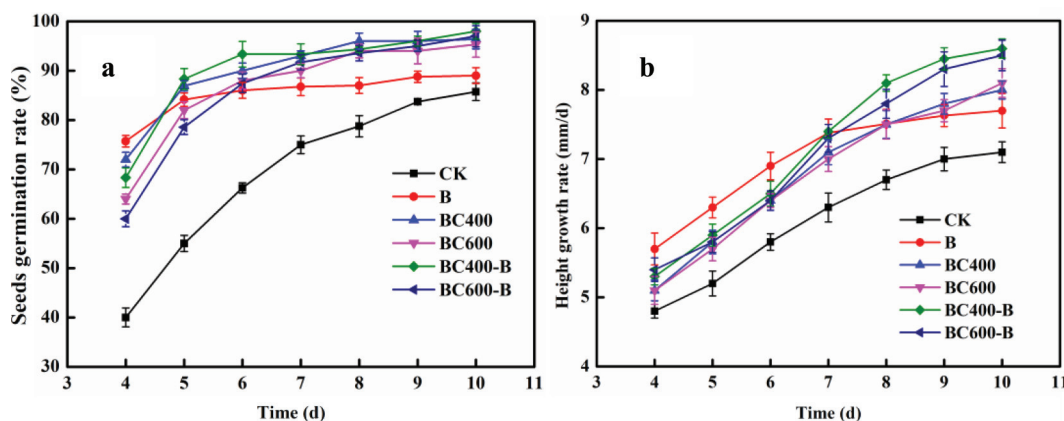 a
Seeds germination rate (%)
100
90
80
70
60
50
40
30
3 4 5 6 7 8 9 10 11
Time (d)
CK
B
BC400
BC600
BC400-B
BC600-B
b
Height growth rate (mm/d)
9
8
7
6
5
4
3
3 4 5 6 7 8 9 10 11
Time (d)
CK
B
BC400
BC600
BC400-B
BC600-B